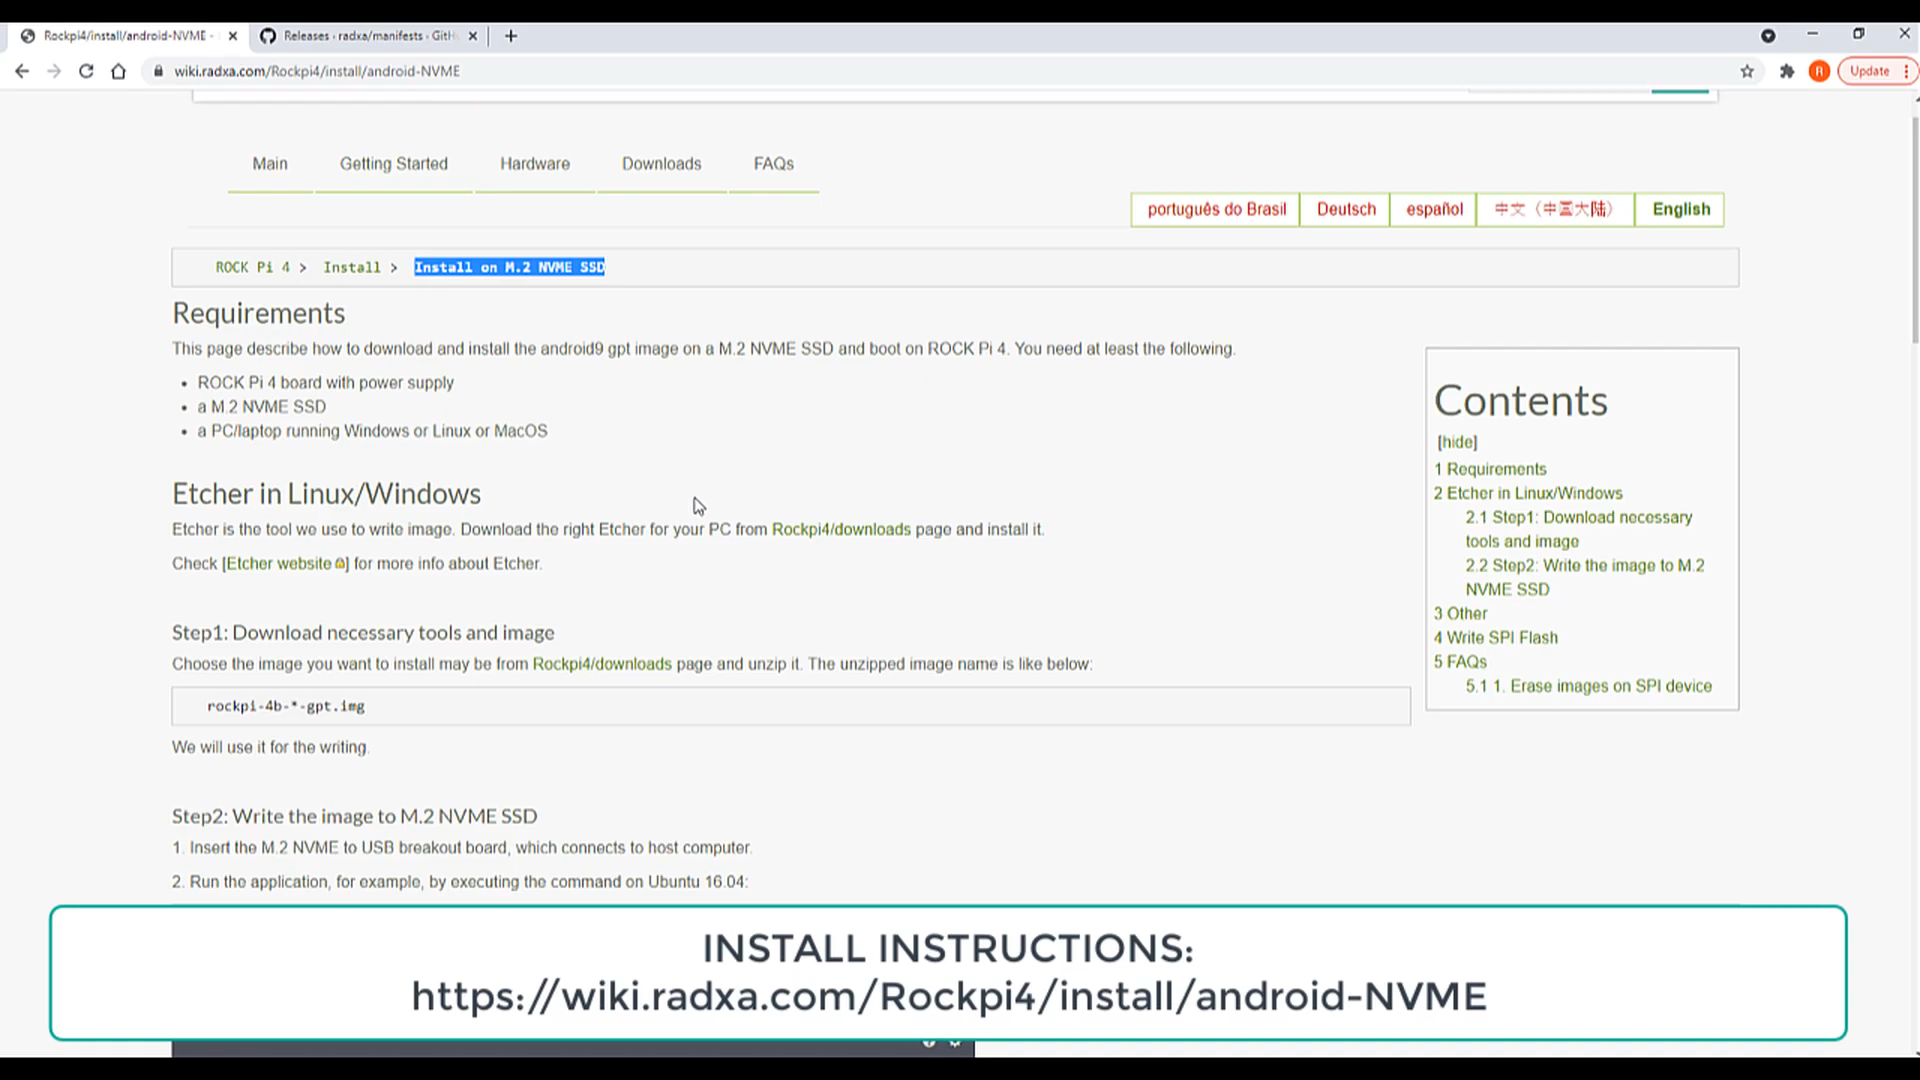 Rockpi4/install/android-NVME -
Releases · radxa/manifests · GitH
wiki.radxa.com/Rockpi4/install/android-NVME
R
Update
Main
Getting Started
Hardware
Downloads
FAQs
português do Brasil
Deutsch
español
中文（中国大陆）
English
ROCK Pi 4 > Install > Install on M.2 NVME SSD
Requirements
This page describe how to download and install the android9 gpt image on a M.2 NVME SSD and boot on ROCK Pi 4. You need at least the following.
• ROCK Pi 4 board with power supply
• a M.2 NVME SSD
• a PC/laptop running Windows or Linux or MacOS
Etcher in Linux/Windows
Etcher is the tool we use to write image. Download the right Etcher for your PC from Rockpi4/downloads page and install it.
Check [Etcher website] for more info about Etcher.
Step1: Download necessary tools and image
Choose the image you want to install may be from Rockpi4/downloads page and unzip it. The unzipped image name is like below:
rockpi-4b-*-gpt.img
We will use it for the writing.
Step2: Write the image to M.2 NVME SSD
1. Insert the M.2 NVME to USB breakout board, which connects to host computer.
2. Run the application, for example, by executing the command on Ubuntu 16.04:
Contents
[hide]
1 Requirements
2 Etcher in Linux/Windows
2.1 Step1: Download necessary
tools and image
2.2 Step2: Write the image to M.2
NVME SSD
3 Other
4 Write SPI Flash
5 FAQs
5.1 1. Erase images on SPI device
INSTALL INSTRUCTIONS:
https://wiki.radxa.com/Rockpi4/install/android-NVME